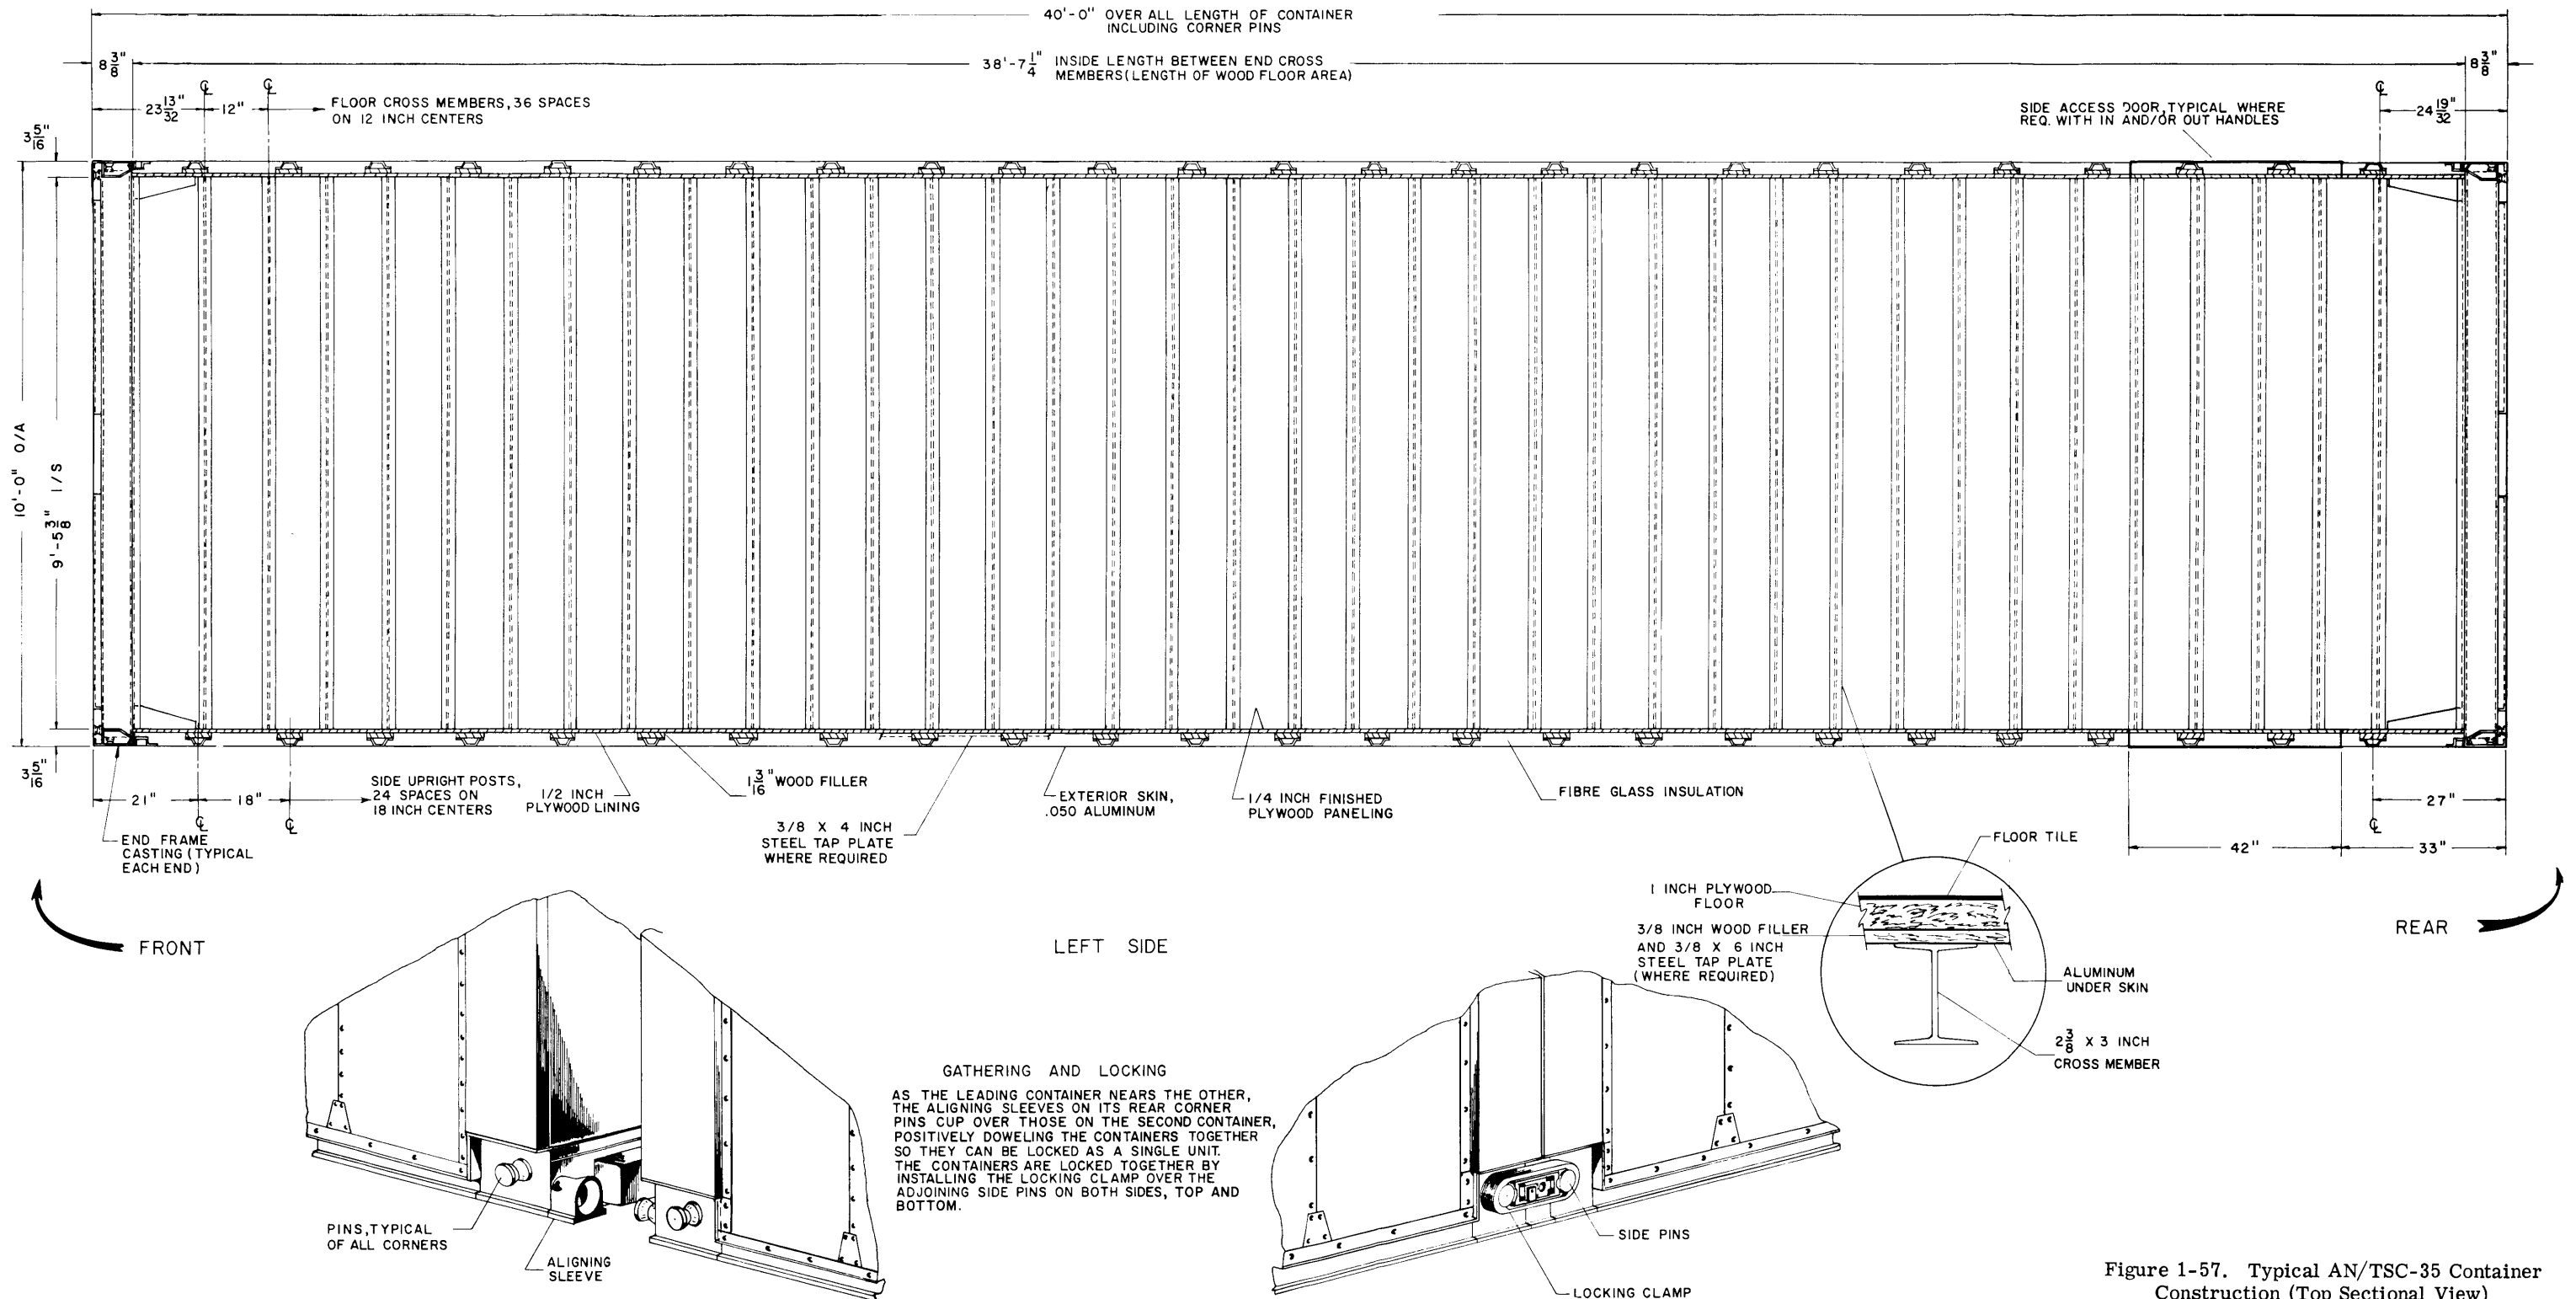 40'-0" OVER ALL LENGTH OF CONTAINER
INCLUDING CORNER PINS
8 3/8"
38'-7 1/4" INSIDE LENGTH BETWEEN END CROSS
MEMBERS (LENGTH OF WOOD FLOOR AREA)
8 3/8"
℄
℄
℄
23 13/32
12"
FLOOR CROSS MEMBERS, 36 SPACES
ON 12 INCH CENTERS
SIDE ACCESS DOOR, TYPICAL WHERE
REQ. WITH IN AND/OR OUT HANDLES
24 19/32"
3 5/16"
10'-0" O/A
9'-5 3/8" I/S
3 5/16"
21"
18"
℄
℄
SIDE UPRIGHT POSTS,
24 SPACES ON
18 INCH CENTERS
1/2 INCH
PLYWOOD LINING
1 3/16" WOOD FILLER
3/8 X 4 INCH
STEEL TAP PLATE
WHERE REQUIRED
EXTERIOR SKIN,
.050 ALUMINUM
1/4 INCH FINISHED
PLYWOOD PANELING
FIBRE GLASS INSULATION
27"
℄
42"
33"
END FRAME
CASTING (TYPICAL
EACH END)
FRONT
LEFT SIDE
REAR
FLOOR TILE
1 INCH PLYWOOD
FLOOR
3/8 INCH WOOD FILLER
AND 3/8 X 6 INCH
STEEL TAP PLATE
(WHERE REQUIRED)
ALUMINUM
UNDER SKIN
2 3/8 X 3 INCH
CROSS MEMBER
GATHERING AND LOCKING
AS THE LEADING CONTAINER NEARS THE OTHER,
THE ALIGNING SLEEVES ON ITS REAR CORNER
PINS CUP OVER THOSE ON THE SECOND CONTAINER,
POSITIVELY DOWELING THE CONTAINERS TOGETHER
SO THEY CAN BE LOCKED AS A SINGLE UNIT.
THE CONTAINERS ARE LOCKED TOGETHER BY
INSTALLING THE LOCKING CLAMP OVER THE
ADJOINING SIDE PINS ON BOTH SIDES, TOP AND
BOTTOM.
PINS, TYPICAL
OF ALL CORNERS
ALIGNING
SLEEVE
SIDE PINS
LOCKING CLAMP
Figure 1-57. Typical AN/TSC-35 Container
Construction (Top Sectional View)